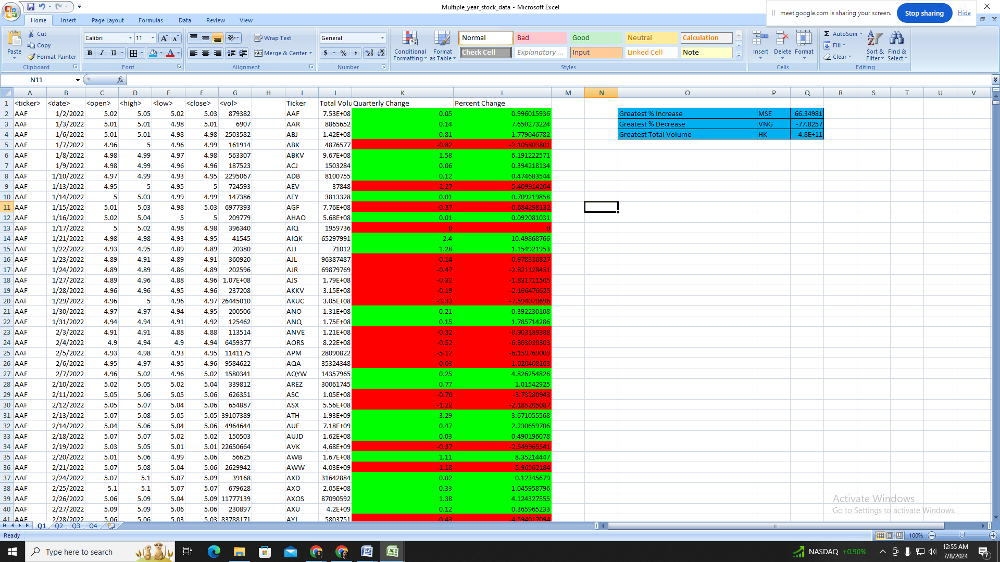 Multiple_year_stock_data - Microsoft Excel
meet.google.com is sharing your screen. Stop sharing Hide
Home Insert Page Layout Formulas Data Review View
Paste Cut Copy Format Painter
Calibri 11
Wrap Text Merge & Center
General
Conditional Formatting Format as Table
Normal Bad Good Neutral Calculation
Check Cell Explanatory ... Input Linked Cell Note
Insert Delete Format
AutoSum Fill Clear
Sort & Filter Find & Select
Clipboard Font Alignment Number Styles Cells Editing
N11 fx
A B C D E F G H I J K L M N O P Q R S T U V
1 <ticker> <date> <open> <high> <low> <close> <vol> Ticker Total Volu Quarterly Change Percent Change
2 AAF 1/2/2022 5.02 5.05 5.02 5.03 879382 AAF 7.53E+08 0.05 0.996015936 Greatest % Increase MSE 66.34981
3 AAF 1/3/2022 5.01 5.01 4.98 5.01 6907 AAR 8865652 0.14 7.650273224 Greatest % Decrease VNG -77.8257
4 AAF 1/6/2022 5.01 5.01 4.98 4.98 2503582 ABJ 1.42E+08 0.81 1.779046782 Greatest Total Volume HK 4.8E+11
5 AAF 1/7/2022 4.96 5 4.96 4.99 161914 ABK 4876577 -0.82 -2.105803801
6 AAF 1/8/2022 4.98 4.99 4.97 4.98 563307 ABKV 9.67E+08 1.58 6.191222571
7 AAF 1/9/2022 4.98 4.99 4.96 4.96 187523 ACJ 1503284 0.06 0.394218134
8 AAF 1/10/2022 4.97 4.99 4.93 4.95 2295067 ADB 8100755 0.12 0.474683544
9 AAF 1/13/2022 4.95 5 4.95 5 724593 AEV 37848 -2.27 -5.409914204
10 AAF 1/14/2022 5 5.03 4.99 4.99 147386 AEY 3813328 0.01 0.709219858
11 AAF 1/15/2022 5.01 5.03 4.98 5.03 6977393 AGF 7.76E+08 -0.37 -0.684298132
12 AAF 1/16/2022 5.02 5.04 5 5 209779 AHAO 5.68E+08 0.01 0.092081031
13 AAF 1/17/2022 5 5.02 4.98 4.98 396340 AIQ 1959736 0 0
14 AAF 1/21/2022 4.98 4.98 4.93 4.95 41545 AIQK 65297991 2.4 10.49868766
15 AAF 1/22/2022 4.93 4.95 4.89 4.89 20380 AJJ 71012 1.28 1.154921953
16 AAF 1/23/2022 4.89 4.91 4.89 4.91 360920 AJL 96387487 -0.14 -0.978336827
17 AAF 1/24/2022 4.89 4.89 4.86 4.89 202596 AJR 69879769 -0.47 -2.821128451
18 AAF 1/27/2022 4.89 4.96 4.88 4.96 1.07E+08 AJS 1.79E+08 -0.32 -1.831711505
19 AAF 1/28/2022 4.96 4.96 4.95 4.96 237208 AKKV 3.15E+08 -0.19 -2.166476625
20 AAF 1/29/2022 4.96 5 4.96 4.97 26445010 AKUC 3.05E+08 -3.33 -7.594070696
21 AAF 1/30/2022 4.97 4.97 4.94 4.95 200506 ANO 1.31E+08 0.21 0.392230108
22 AAF 1/31/2022 4.94 4.94 4.91 4.92 125462 ANQ 1.75E+08 0.15 1.785714286
23 AAF 2/3/2022 4.91 4.91 4.88 4.88 113514 ANVE 1.21E+08 -0.32 -0.903189388
24 AAF 2/4/2022 4.9 4.94 4.9 4.94 6459377 AORS 8.22E+08 -0.52 -6.303030303
25 AAF 2/5/2022 4.93 4.98 4.93 4.95 1141175 APM 28090822 -5.12 -6.159769009
26 AAF 2/6/2022 4.95 4.97 4.95 4.96 9584622 AQA 35324348 -0.03 -1.020408163
27 AAF 2/7/2022 4.96 5.02 4.96 5.02 1580341 AQYW 14357965 0.25 4.826254826
28 AAF 2/10/2022 5.02 5.05 5.02 5.04 339812 AREZ 30061745 0.77 1.01542925
29 AAF 2/11/2022 5.05 5.06 5.05 5.06 626351 ASC 1.05E+08 -0.76 -3.73280943
30 AAF 2/12/2022 5.05 5.07 5.04 5.06 654887 ASX 5.56E+08 -1.22 -2.185205087
31 AAF 2/13/2022 5.07 5.08 5.05 5.05 39107389 ATH 1.93E+09 3.29 3.671055568
32 AAF 2/14/2022 5.04 5.06 5.04 5.06 4964644 AUE 7.18E+09 0.47 2.230659706
33 AAF 2/18/2022 5.07 5.07 5.02 5.02 150503 AUJD 1.62E+08 0.03 0.490196078
34 AAF 2/19/2022 5.03 5.05 5.01 5.01 22650664 AVK 4.68E+09 -0.37 -2.549965541
35 AAF 2/20/2022 5.01 5.06 4.99 5.06 56625 AWB 1.67E+08 1.11 8.35214447
36 AAF 2/21/2022 5.07 5.08 5.04 5.06 2629942 AWW 4.03E+09 -1.18 -5.96562184
37 AAF 2/24/2022 5.07 5.1 5.07 5.09 39168 AXD 31642884 0.02 0.12345679
38 AAF 2/25/2022 5.1 5.1 5.07 5.07 679628 AXO 2.05E+08 0.33 1.045958796
39 AAF 2/26/2022 5.06 5.09 5.04 5.09 11777139 AXOS 87090592 1.38 4.124327555
40 AAF 2/27/2022 5.09 5.09 5.06 5.06 230897 AXU 4.2E+09 0.12 0.365965233
41 AAF 2/28/2022 5.06 5.06 5.03 5.03 83788171 AYJ 5803751 -0.43 -4.594017094
Activate Windows
Go to Settings to activate Windows.
Q1 Q2 Q3 Q4
Ready 100%
Type here to search
NASDAQ +0.90%
12:55 AM
7/8/2024
7